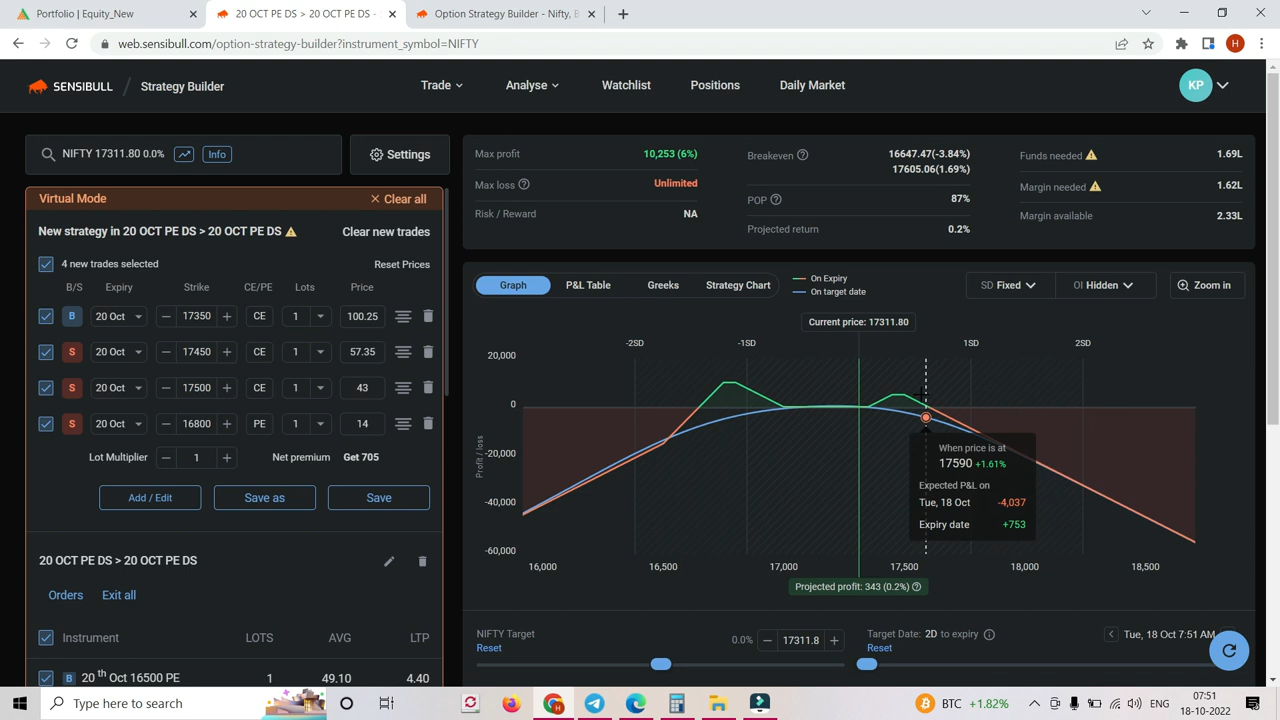 Portfolio | Equity_New
20 OCT PE DS > 20 OCT PE DS -
Option Strategy Builder - Nifty, B
web.sensibull.com/option-strategy-builder?instrument_symbol=NIFTY
H
SENSIBULL / Strategy Builder
Trade
Analyse
Watchlist
Positions
Daily Market
KP
NIFTY 17311.80 0.0%
Info
Settings
Virtual Mode
Clear all
New strategy in 20 OCT PE DS > 20 OCT PE DS
Clear new trades
4 new trades selected
Reset Prices
B/S Expiry Strike CE/PE Lots Price
B 20 Oct 17350 CE 1 100.25
S 20 Oct 17450 CE 1 57.35
S 20 Oct 17500 CE 1 43
S 20 Oct 16800 PE 1 14
Lot Multiplier 1 Net premium Get 705
Add / Edit
Save as
Save
20 OCT PE DS > 20 OCT PE DS
Orders
Exit all
Instrument LOTS AVG LTP
B 20th Oct 16500 PE 1 49.10 4.40
Max profit 10,253 (6%)
Max loss Unlimited
Risk / Reward NA
Breakeven 16647.47(-3.84%)
17605.06(1.69%)
POP 87%
Projected return 0.2%
Funds needed 1.69L
Margin needed 1.62L
Margin available 2.33L
Graph
P&L Table
Greeks
Strategy Chart
On Expiry
On target date
SD Fixed
OI Hidden
Zoom in
Current price: 17311.80
-2SD
-1SD
1SD
2SD
20,000
0
-20,000
-40,000
-60,000
Profit / loss
When price is at
17590 +1.61%
Expected P&L on
Tue, 18 Oct -4,037
Expiry date +753
16,000
16,500
17,000
17,500
18,000
18,500
Projected profit: 343 (0.2%)
NIFTY Target
Reset
0.0%
17311.8
Target Date: 2D to expiry
Reset
Tue, 18 Oct 7:51 AM
Type here to search
BTC +1.82%
ENG
07:51
18-10-2022